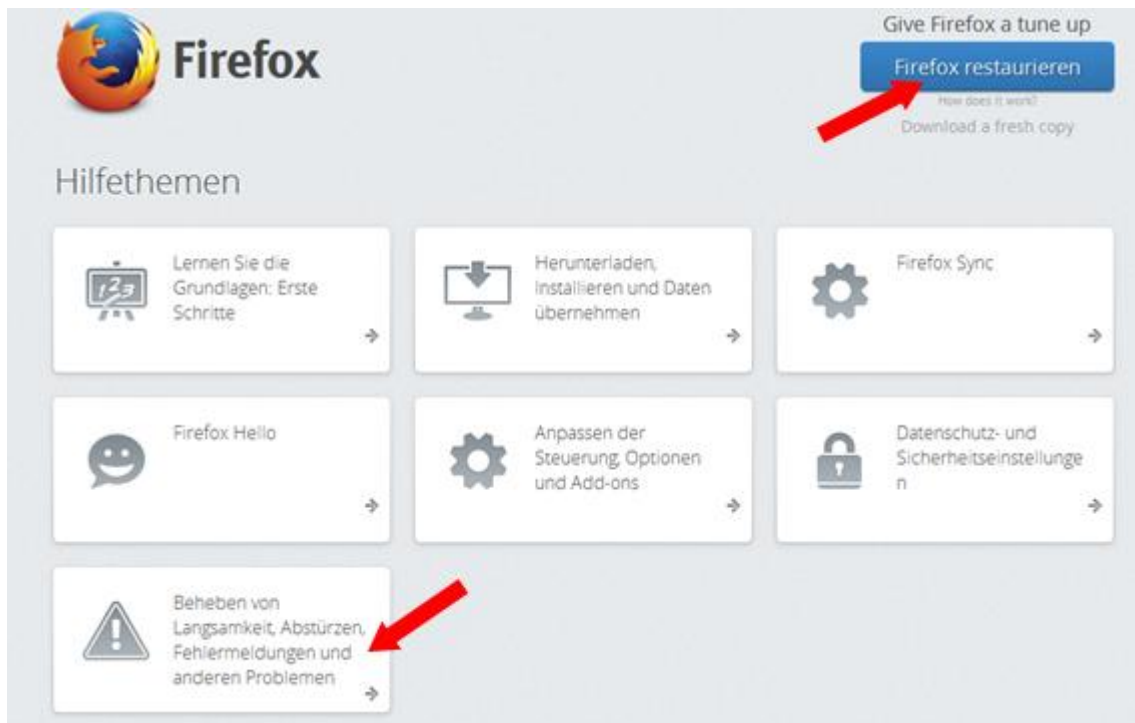 Give Firefox a tune up
Firefox
Firefox restaurieren
How does it work?
Download a fresh copy
Hilfethemen
123
Lernen Sie die
Grundlagen: Erste
Schritte
Herunterladen,
Installieren und Daten
übernehmen
Firefox Sync
Firefox Hello
Anpassen der
Steuerung, Optionen
und Add-ons
Datenschutz- und
Sicherheitseinstellunge
n
Beheben von
Langsamkeit, Abstürzen,
Fehlermeldungen und
anderen Problemen